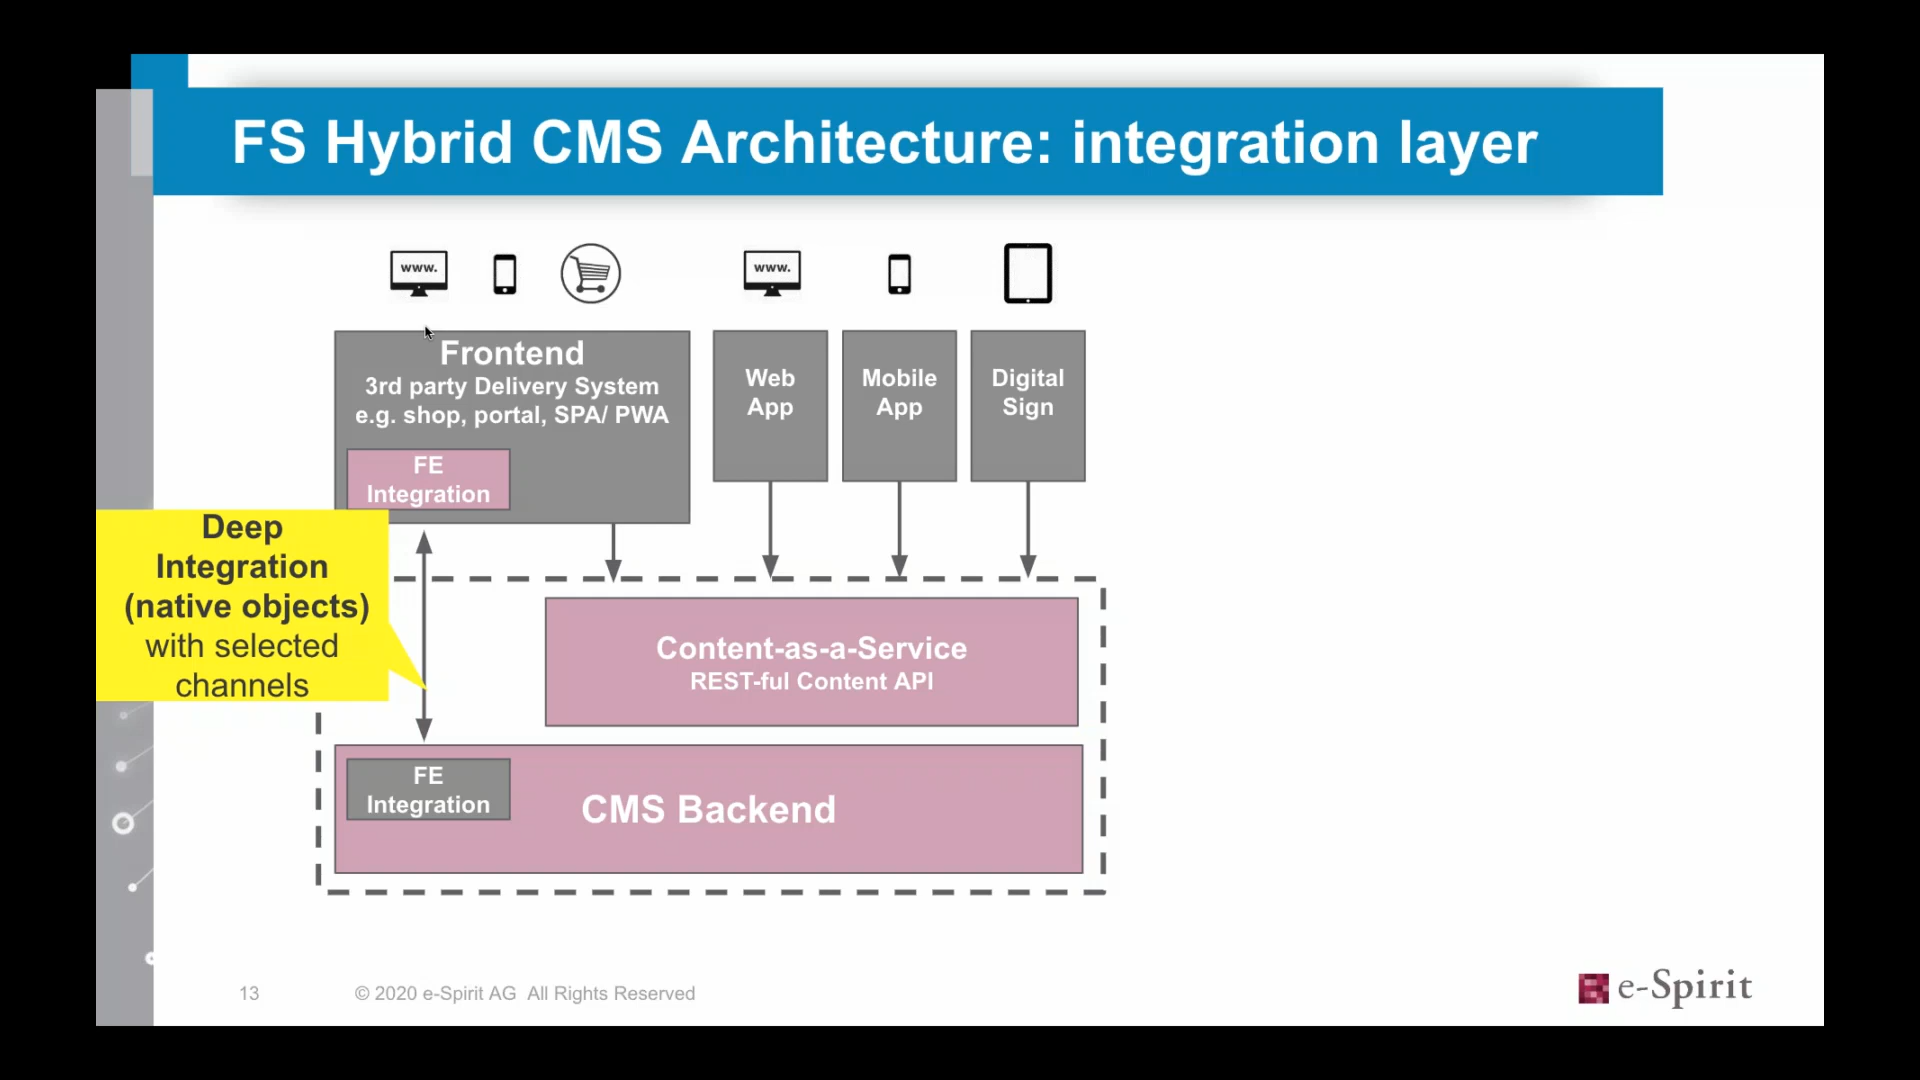 FS Hybrid CMS Architecture: integration layer
www.
www.
Frontend
3rd party Delivery System
e.g. shop, portal, SPA/ PWA
FE
Integration
Web
App
Mobile
App
Digital
Sign
Deep
Integration
(native objects)
with selected
channels
Content-as-a-Service
REST-ful Content API
FE
Integration
CMS Backend
13
© 2020 e-Spirit AG All Rights Reserved
e-Spirit